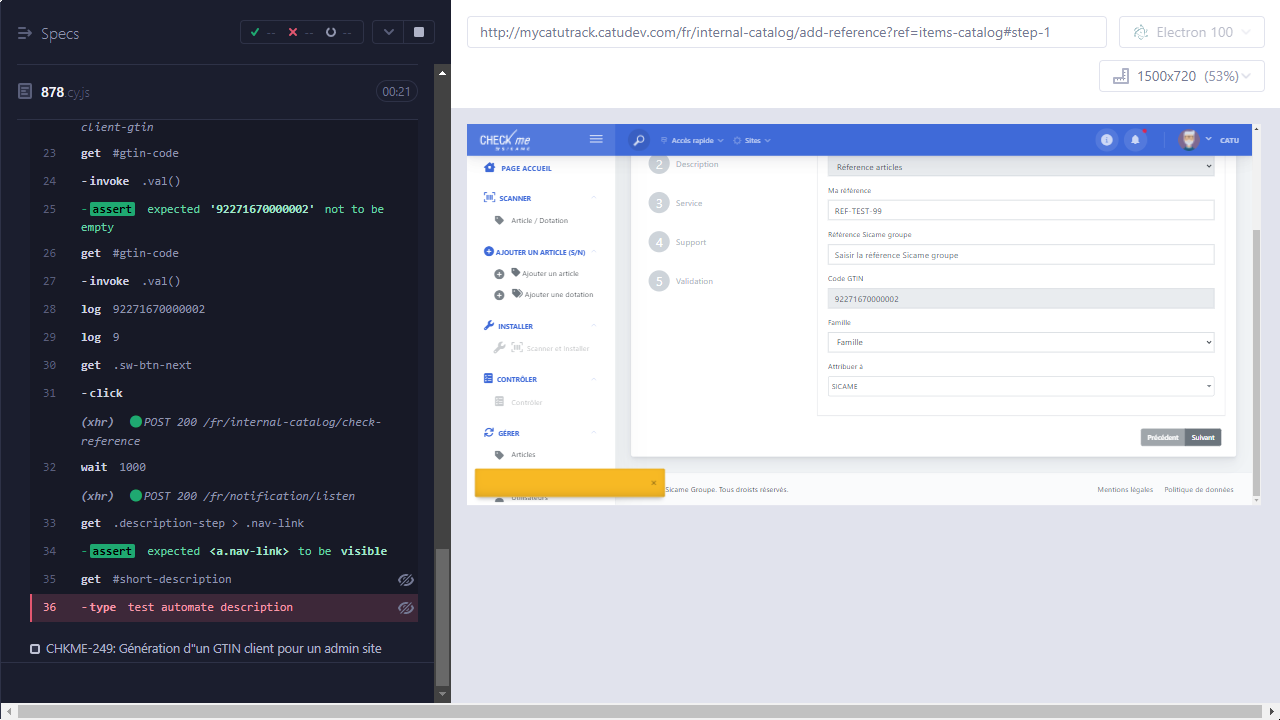 Specs
--
--
--
878.cy.js
00:21
client-gtin
23 get #gtin-code
24 -invoke .val()
25 -assert expected '92271670000002' not to be
empty
26 get #gtin-code
27 -invoke .val()
28 log 92271670000002
29 log 9
30 get .sw-btn-next
31 -click
(xhr) POST 200 /fr/internal-catalog/check-
reference
32 wait 1000
(xhr) POST 200 /fr/notification/listen
33 get .description-step > .nav-link
34 -assert expected <a.nav-link> to be visible
35 get #short-description
36 -type test automate description
CHKME-249: Génération d"un GTIN client pour un admin site
http://mycatutrack.catudev.com/fr/internal-catalog/add-reference?ref=items-catalog#step-1
Electron 100
1500x720 (53%)
CHECK me
BY SICAME
Accès rapide
Sites
CATU
PAGE ACCUEIL
SCANNER
Article / Dotation
AJOUTER UN ARTICLE (S/N)
Ajouter un article
Ajouter une dotation
INSTALLER
Scanner et Installer
CONTRÔLER
Contrôler
GÉRER
Articles
Utilisateurs
2 Description
3 Service
4 Support
5 Validation
Réference articles
Ma référence
REF-TEST-99
Référence Sicame groupe
Saisir la référence Sicame groupe
Code GTIN
92271670000002
Famille
Famille
Attribuer à
SICAME
Précédent
Suivant
×
Sicame Groupe. Tous droists réservés.
Mentions légales
Politique de données